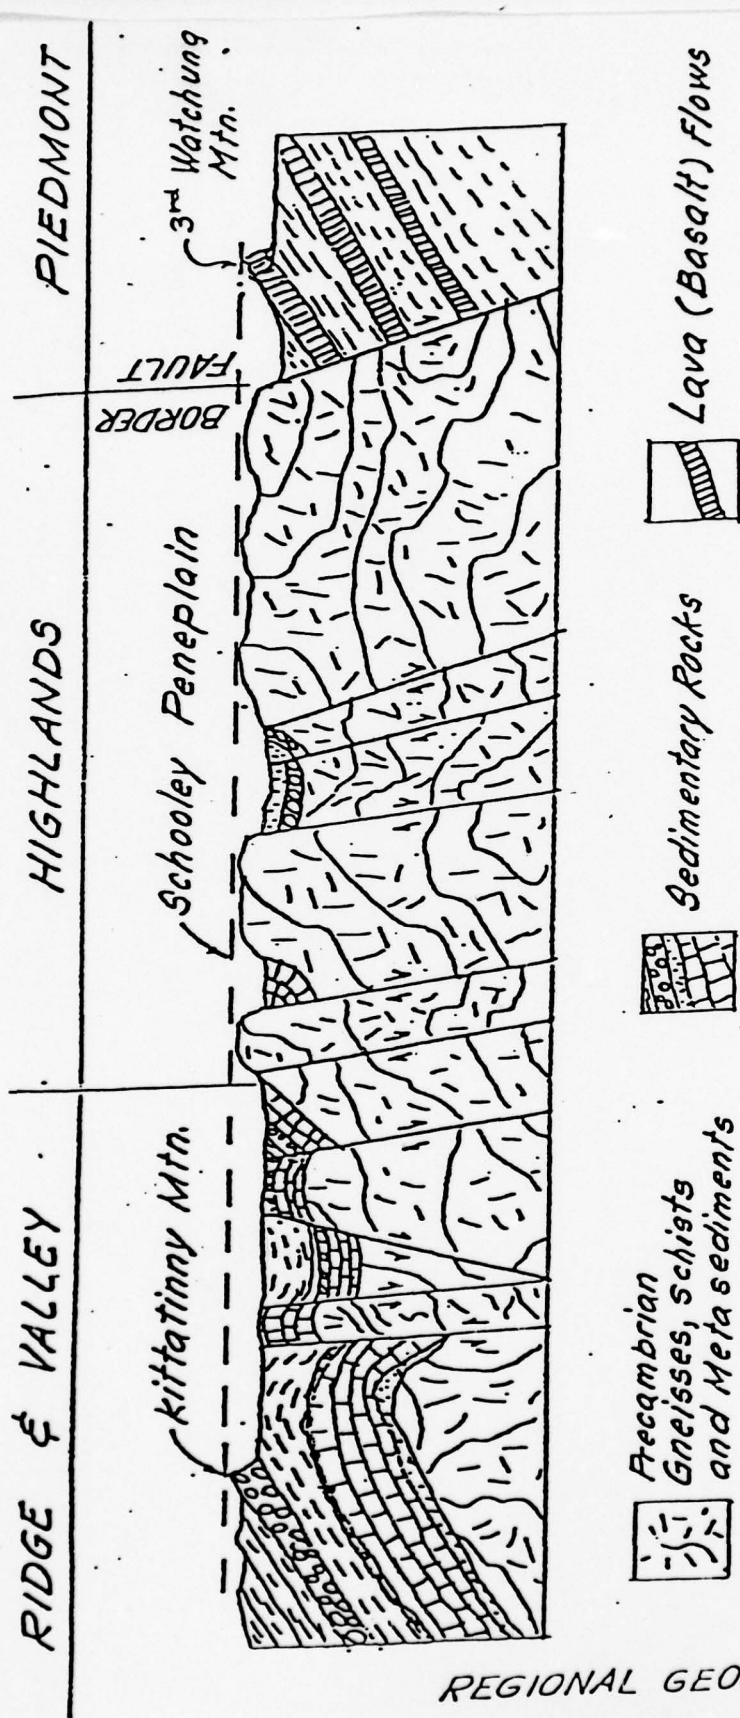 RIDGE & VALLEY
HIGHLANDS
PIEDMONT
BORDER
FAULT
Kittatinny Mtn.
Schooley Peneplain
3rd Watchung
Mtn.
Precambrian
Gneisses, schists
and Meta sediments
Sedimentary Rocks
Lava (Basalt) Flows
REGIONAL GEO